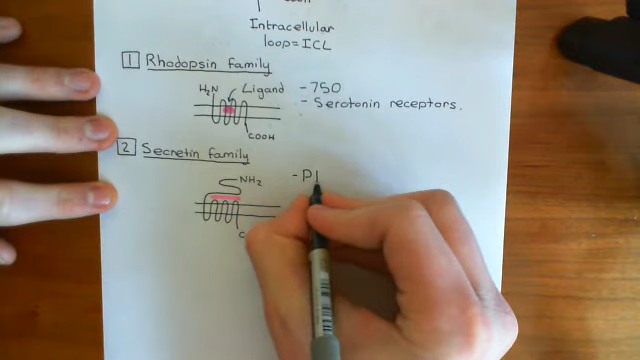 Intracellular
loop=ICL
1 Rhodopsin family
H₂N Ligand - 750
- Serotonin receptors.
COOH
2 Secretin family
NH₂ - P
C